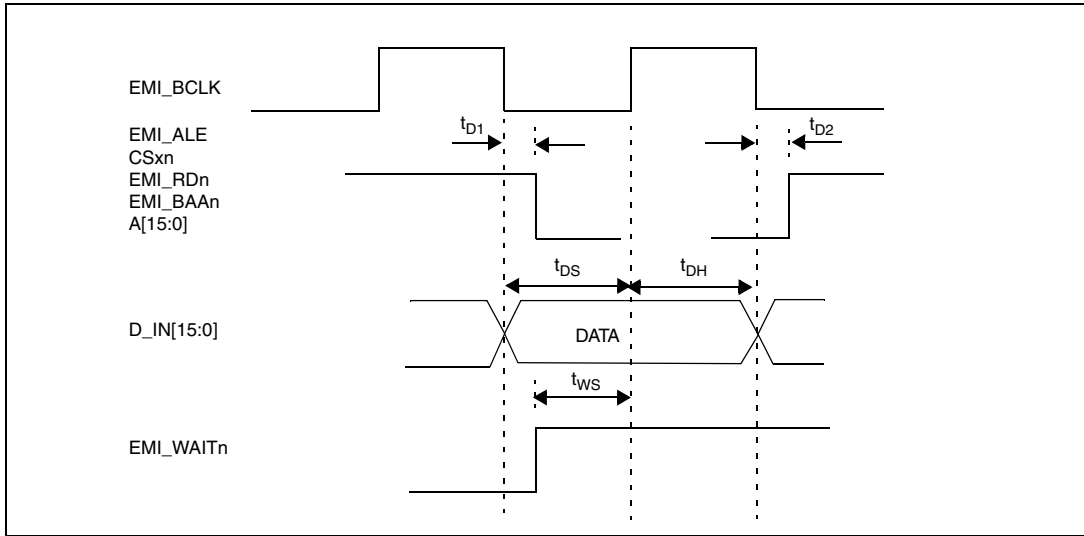 EMI_BCLK
tD1
tD2
EMI_ALE
CSxn
EMI_RDn
EMI_BAAn
A[15:0]
tDS
tDH
D_IN[15:0]
DATA
tWS
EMI_WAITn